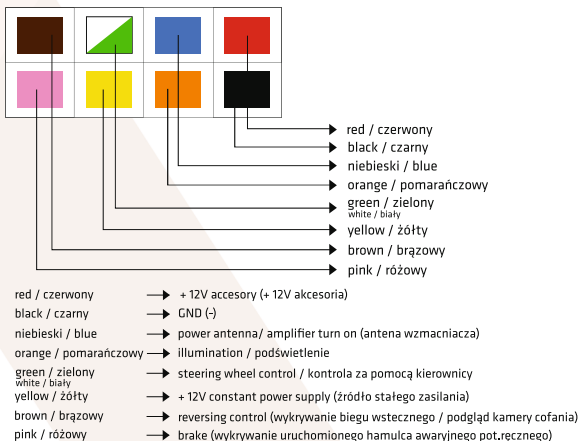 red / czerwony
black / czarny
niebieski / blue
orange / pomarańczowy
green / zielony
white / biały
yellow / żółty
brown / brązowy
pink / różowy
red / czerwony + 12V accesory (+ 12V akcesoria)
black / czarny GND (-)
niebieski / blue power antenna/ amplifier turn on (antena wzmacniacza)
orange / pomarańczowy illumination / podświetlenie
green / zielony steering wheel control / kontrola za pomocą kierownicy
white / biały
yellow / żółty + 12V constant power supply (źródło stałego zasilania)
brown / brązowy reversing control (wykrywanie biegu wstecznego / podgląd kamery cofania)
pink / różowy brake (wykrywanie uruchomionego hamulca awaryjnego pot.ręcznego)